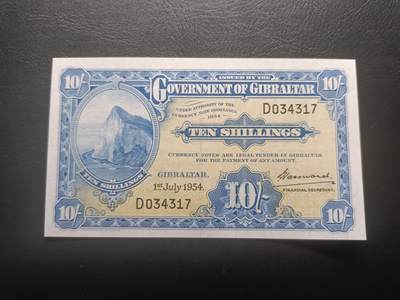 ISSUED BY THE
10/- GOVERNMENT OF GIBRALTAR 10/-
UNDER AUTHORITY OF THE
CURRENCY NOTE ORDINANCE
1934.
D034317
TEN SHILLINGS
CURRENCY NOTES ARE LEGAL TENDER IN GIBRALTAR
FOR THE PAYMENT OF ANY AMOUNT.
TEN SHILLINGS
GIBRALTAR.
1st July 1954.
D034317
10/-
FINANCIAL SECRETARY.
10/- 10/-